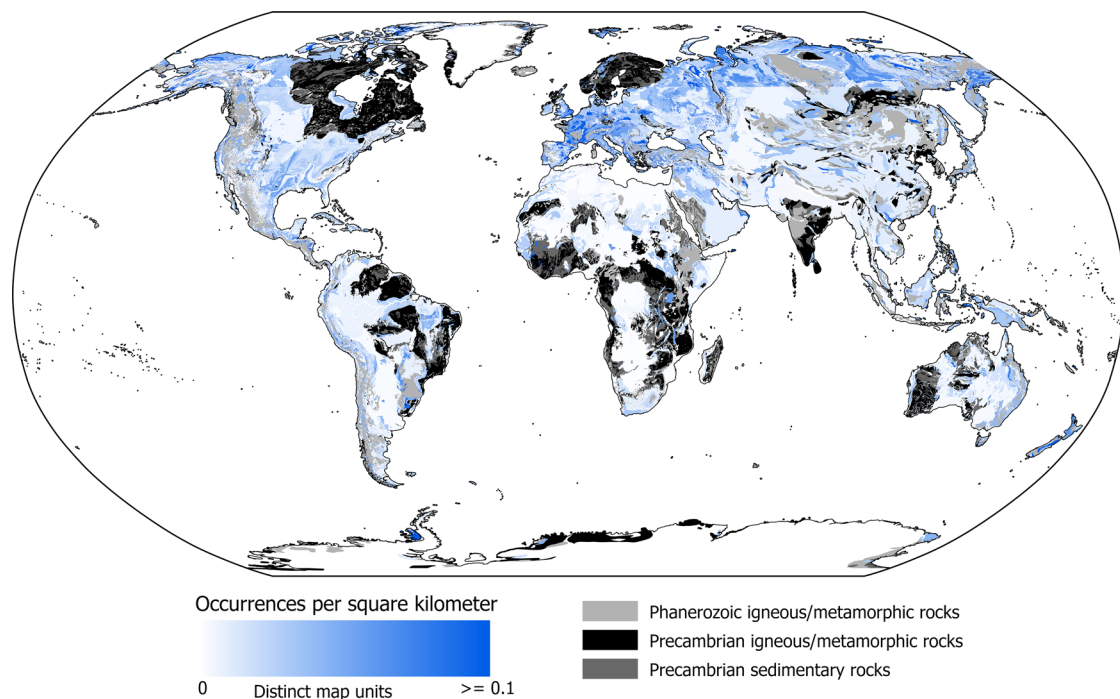 Occurrences per square kilometer
0
Distinct map units
>= 0.1
Phanerozoic igneous/metamorphic rocks
Precambrian igneous/metamorphic rocks
Precambrian sedimentary rocks